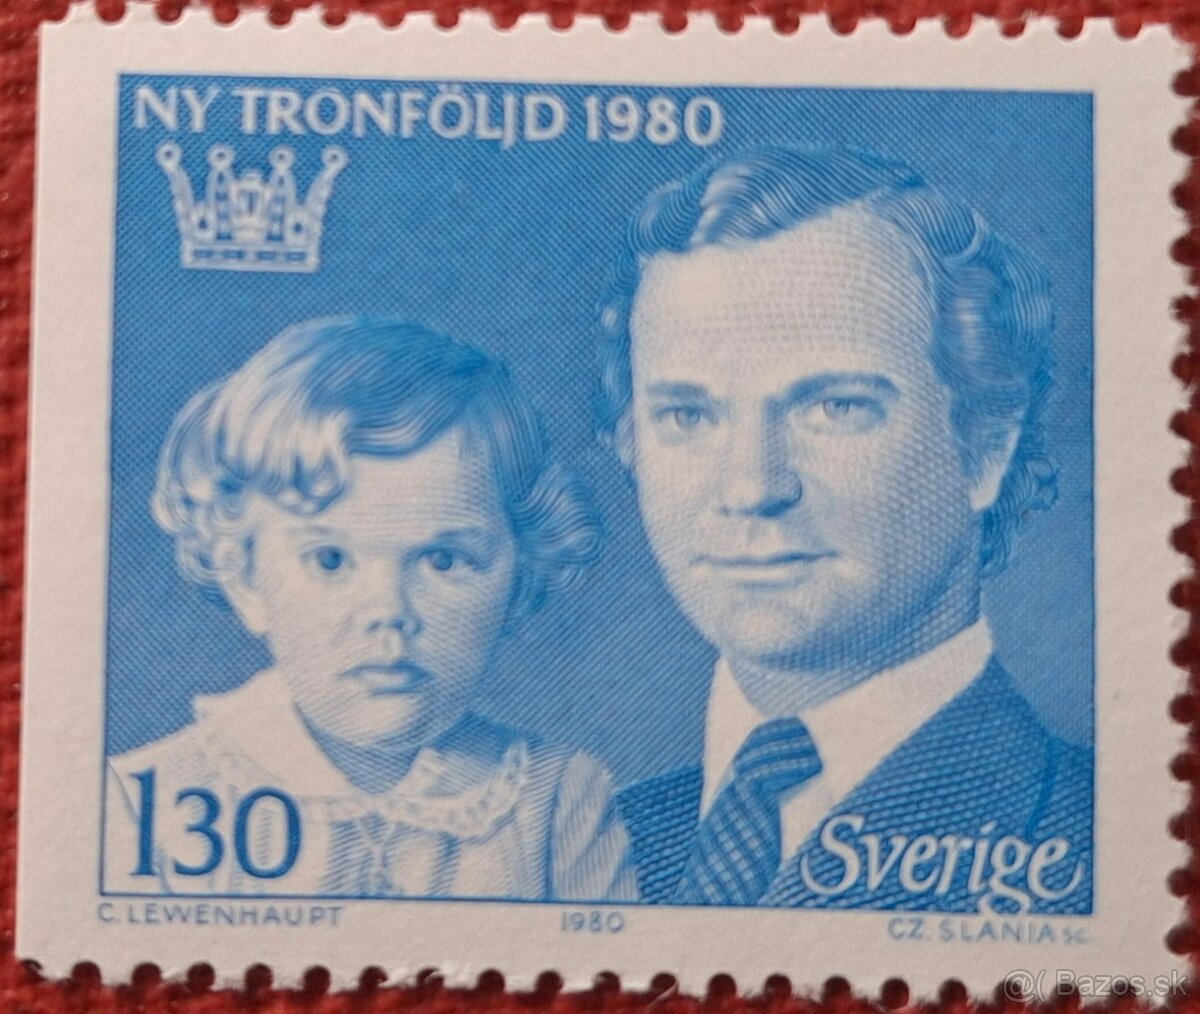 NY TRONFÖLJD 1980
130
Sverige
C. LEWENHAUPT 1980 CZ. SLANIA sc.
@( Bazos.sk